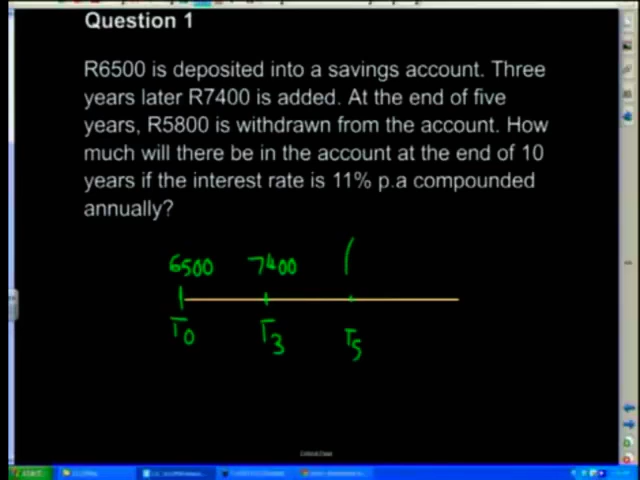 Question 1
R6500 is deposited into a savings account. Three
years later R7400 is added. At the end of five
years, R5800 is withdrawn from the account. How
much will there be in the account at the end of 10
years if the interest rate is 11% p.a compounded
annually?
6500 7400 (
T0 T3 T5